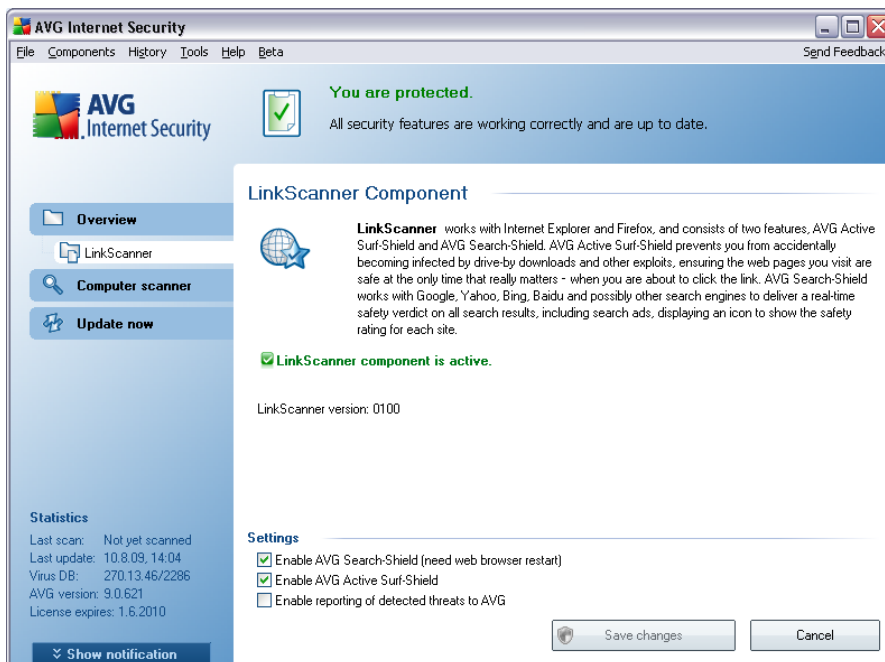 AVG Internet Security
File Components History Tools Help Beta Send Feedback
AVG
Internet Security
You are protected.
All security features are working correctly and are up to date.
Overview
LinkScanner
Computer scanner
Update now
LinkScanner Component
LinkScanner works with Internet Explorer and Firefox, and consists of two features, AVG Active
Surf-Shield and AVG Search-Shield. AVG Active Surf-Shield prevents you from accidentally
becoming infected by drive-by downloads and other exploits, ensuring the web pages you visit are
safe at the only time that really matters - when you are about to click the link. AVG Search-Shield
works with Google, Yahoo, Bing, Baidu and possibly other search engines to deliver a real-time
safety verdict on all search results, including search ads, displaying an icon to show the safety
rating for each site.
LinkScanner component is active.
LinkScanner version: 0100
Statistics
Last scan: Not yet scanned
Last update: 10.8.09, 14:04
Virus DB: 270.13.46/2286
AVG version: 9.0.621
License expires: 1.6.2010
Show notification
Settings
Enable AVG Search-Shield (need web browser restart)
Enable AVG Active Surf-Shield
Enable reporting of detected threats to AVG
Save changes Cancel